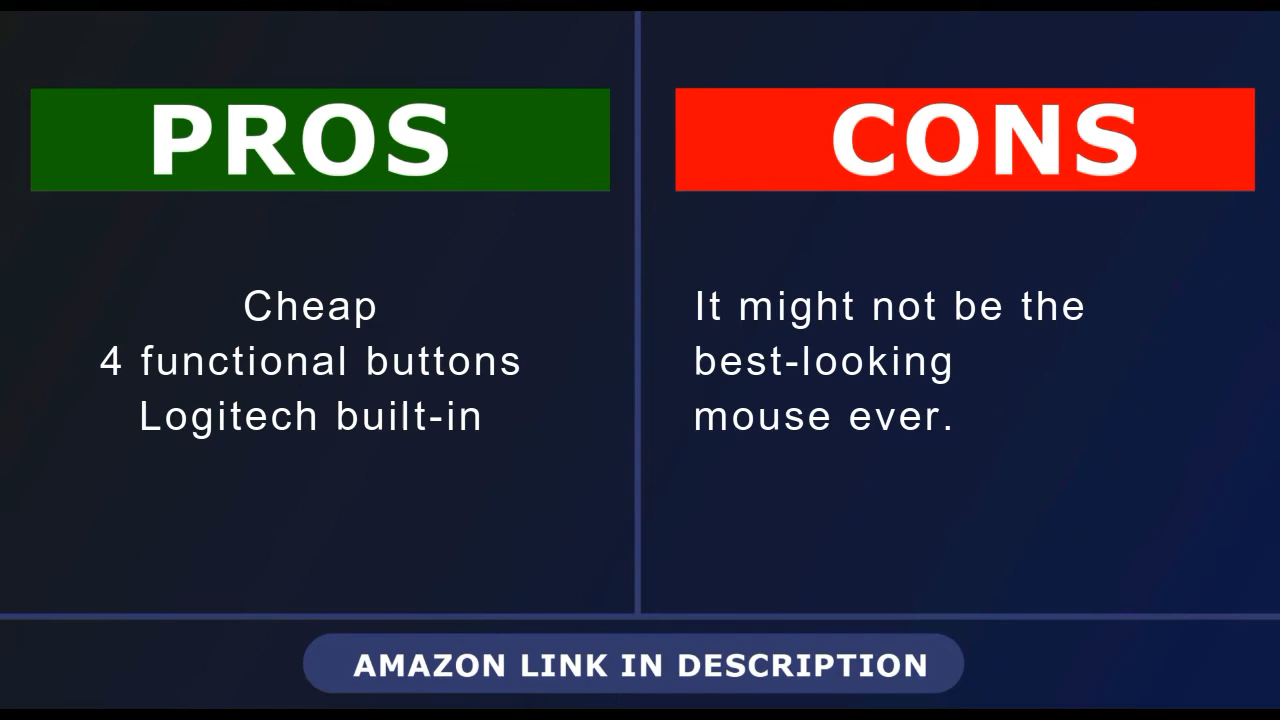 PROS
Cheap
4 functional buttons
Logitech built-in
CONS
It might not be the
best-looking
mouse ever.
AMAZON LINK IN DESCRIPTION